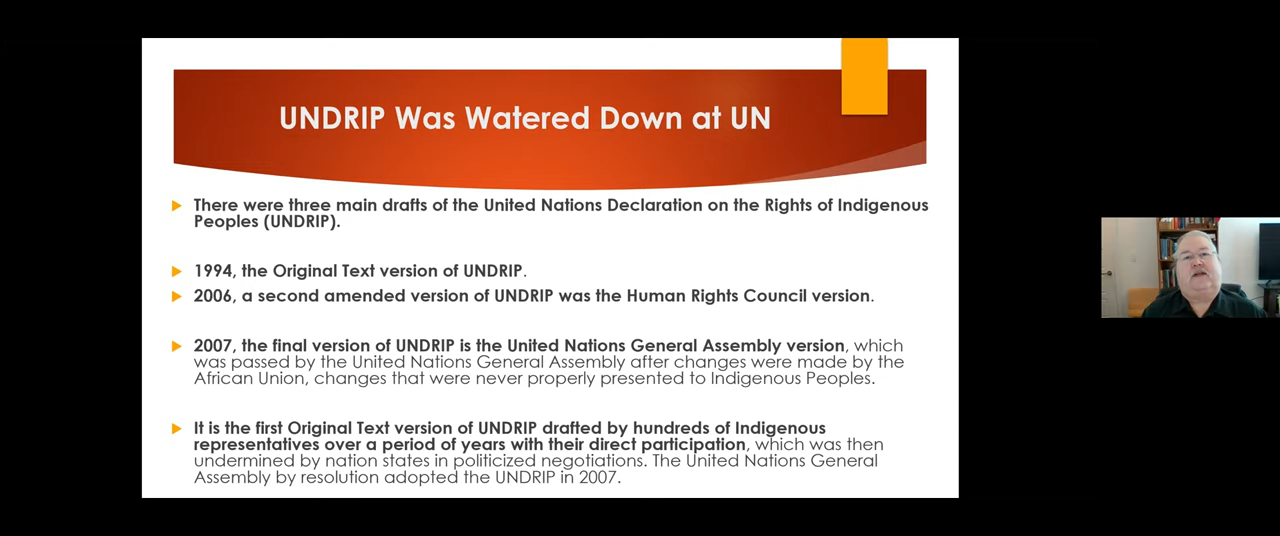 UNDRIP Was Watered Down at UN
There were three main drafts of the United Nations Declaration on the Rights of Indigenous
Peoples (UNDRIP).
1994, the Original Text version of UNDRIP.
2006, a second amended version of UNDRIP was the Human Rights Council version.
2007, the final version of UNDRIP is the United Nations General Assembly version, which
was passed by the United Nations General Assembly after changes were made by the
African Union, changes that were never properly presented to Indigenous Peoples.
It is the first Original Text version of UNDRIP drafted by hundreds of Indigenous
representatives over a period of years with their direct participation, which was then
undermined by nation states in politicized negotiations. The United Nations General
Assembly by resolution adopted the UNDRIP in 2007.